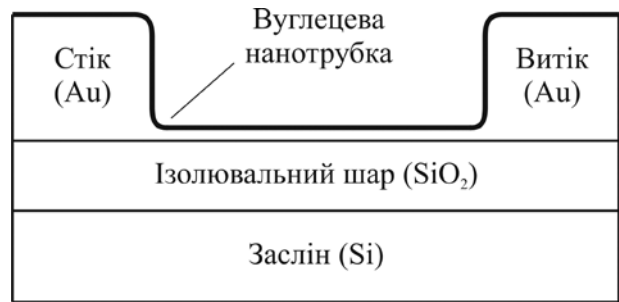 Вуглецева
нанотрубка
Стік
(Au)
Витік
(Au)
Ізолювальний шар (SiO₂)
Заслін (Si)